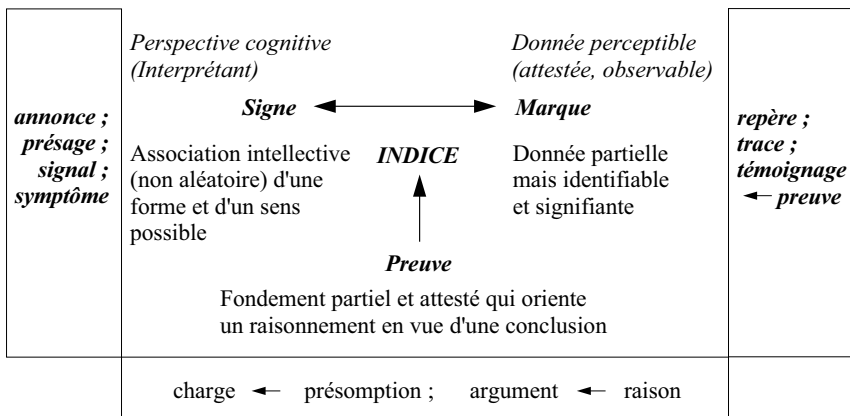 Perspective cognitive
(Interprétant)
Donnée perceptible
(attestée, observable)
annonce ;
présage ;
signal ;
symptôme
Signe
Marque
Association intellective
(non aléatoire) d'une
forme et d'un sens
possible
INDICE
Donnée partielle
mais identifiable
et signifiante
repère ;
trace ;
témoignage
preuve
Preuve
Fondement partiel et attesté qui oriente
un raisonnement en vue d'une conclusion
charge ← présomption ; argument ← raison